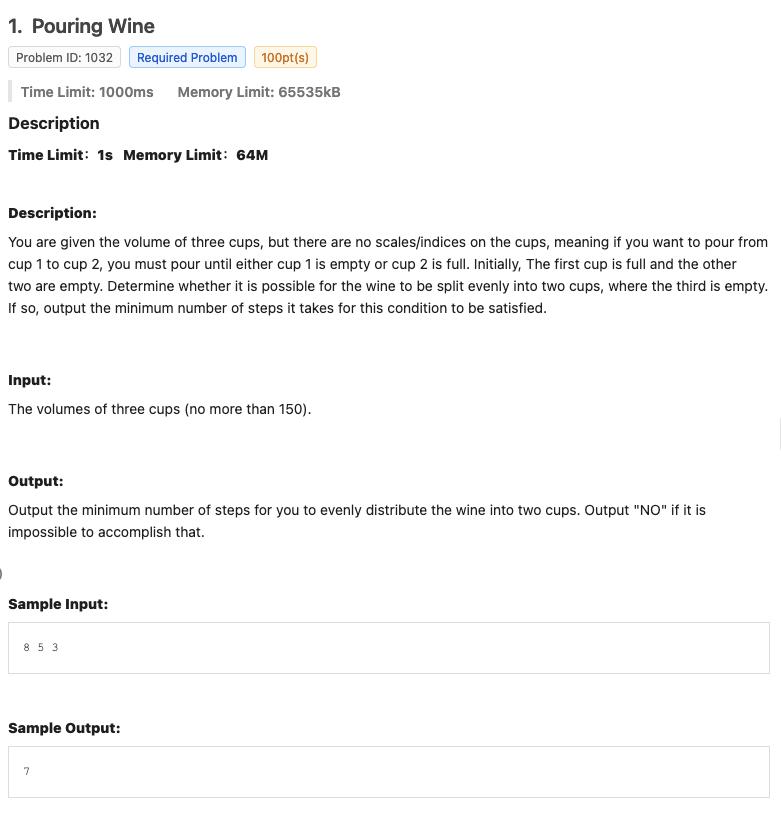 1. Pouring Wine
Problem ID: 1032 Required Problem 100pt(s)
Time Limit: 1000ms Memory Limit: 65535kB
Description
Time Limit: 1s Memory Limit: 64M
Description:
You are given the volume of three cups, but there are no scales/indices on the cups, meaning if you want to pour from
cup 1 to cup 2, you must pour until either cup 1 is empty or cup 2 is full. Initially, The first cup is full and the other
two are empty. Determine whether it is possible for the wine to be split evenly into two cups, where the third is empty.
If so, output the minimum number of steps it takes for this condition to be satisfied.
Input:
The volumes of three cups (no more than 150).
Output:
Output the minimum number of steps for you to evenly distribute the wine into two cups. Output "NO" if it is
impossible to accomplish that.
Sample Input:
8 5 3
Sample Output:
7